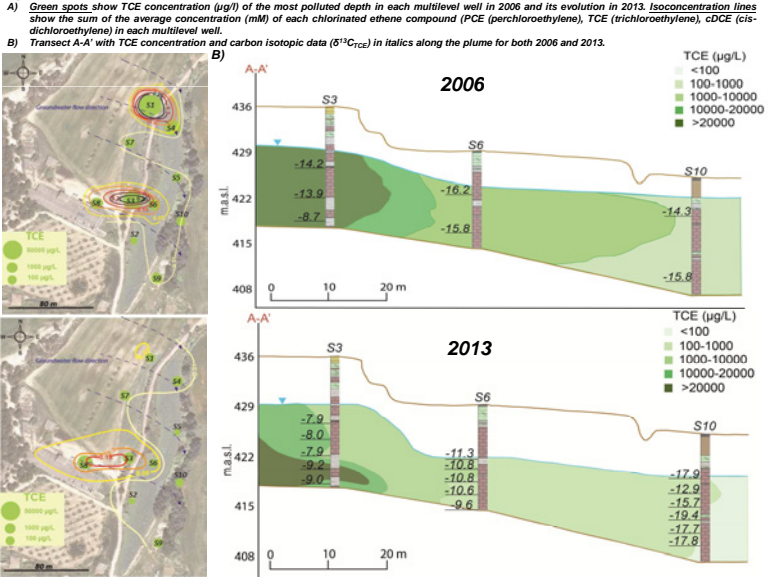 A) Green spots show TCE concentration (µg/l) of the most polluted depth in each multilevel well in 2006 and its evolution in 2013. Isoconcentration lines
show the sum of the average concentration (mM) of each chlorinated ethene compound (PCE (perchloroethylene), TCE (trichloroethylene), cDCE (cis-
dichloroethylene) in each multilevel well.
B) Transect A-A' with TCE concentration and carbon isotopic data (δ¹³C_TCE) in italics along the plume for both 2006 and 2013.
N
W E
S
Groundwater flow direction
S1
S4
S7
S5
S8
S3
S6
S10
S2
S9
TCE
1000 µg/L
100 µg/L
80 m
B)
A-A'
2006
TCE (µg/L)
<100
100-1000
1000-10000
10000-20000
>20000
436
429
422
415
408
m.a.s.l.
S3
-14.2
-13.9
-8.7
S6
-16.2
-15.8
S10
-14.3
-15.8
0 10 20 m
N
W E
S
Groundwater flow direction
S1
S4
S7
S5
S8
S3
S6
S10
S2
S9
TCE
1000 µg/L
100 µg/L
80 m
A-A'
2013
TCE (µg/L)
<100
100-1000
1000-10000
10000-20000
>20000
436
429
422
415
408
m.a.s.l.
S3
-7.9
-8.0
-7.9
-9.2
-9.0
S6
-11.3
-10.8
-10.8
-10.6
-9.6
S10
-17.9
-12.9
-15.7
-19.4
-17.7
-17.8
0 10 20 m